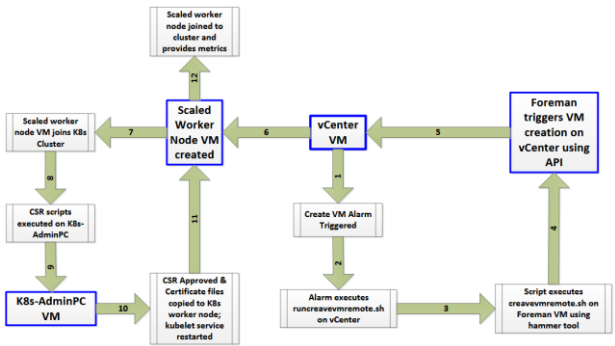 Scaled worker
node joined to
cluster and
provides metrics
12
Scaled worker
node VM joins K8s
Cluster
7
Scaled
Worker
Node VM
created
6
vCenter
VM
5
Foreman
triggers VM
creation on
vCenter using
API
8
1
CSR scripts
executed on K8s-
AdminPC
11
Create VM Alarm
Triggered
4
9
2
K8s-AdminPC
VM
10
CSR Approved &
Certificate files
copied to K8s
worker node;
kubelet service
restarted
Alarm executes
runcreavevmremote.sh
on vCenter
3
Script executes
creavevmremote.sh on
Foreman VM using
hammer tool